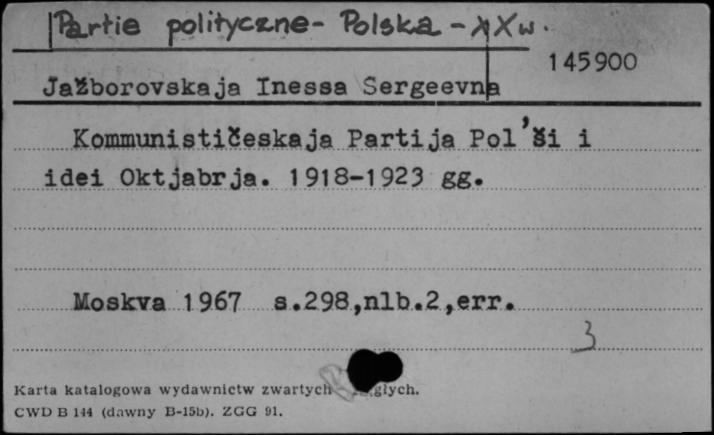 Partie polityczne - Polska - XX w.
145900
Jažborovskaja Inessa Sergeevna
Kommunističeskaja Partija Pol'ši i
idei Oktjabrja. 1918-1923 gg.
Moskva 1967 s.298,nlb.2,err.
3
Karta katalogowa wydawnictw zwartych
CWD B 144 (dawny B-15b). ZGG 91.